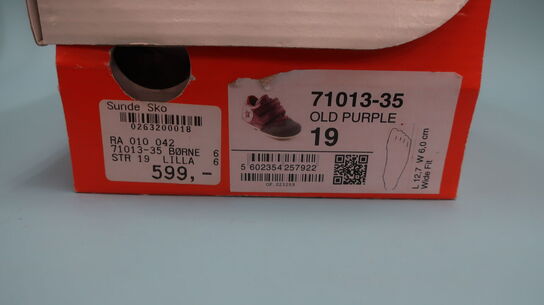 Sunde Sko
0263200018
RA 010 042
71013-35 BØRNE 6
STR 19 LILLA 6
599,-
71013-35
OLD PURPLE
19
5 602354 257922
L 12,7, W 6,0 cm
Wide Fit